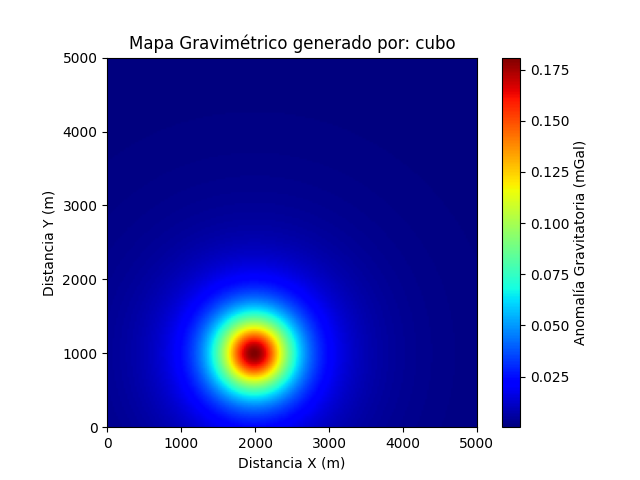 Mapa Gravimétrico generado por: cubo
5000
4000
3000
2000
1000
0
Distancia Y (m)
0 1000 2000 3000 4000 5000
Distancia X (m)
0.175
0.150
0.125
0.100
0.075
0.050
0.025
Anomalía Gravitatoria (mGal)